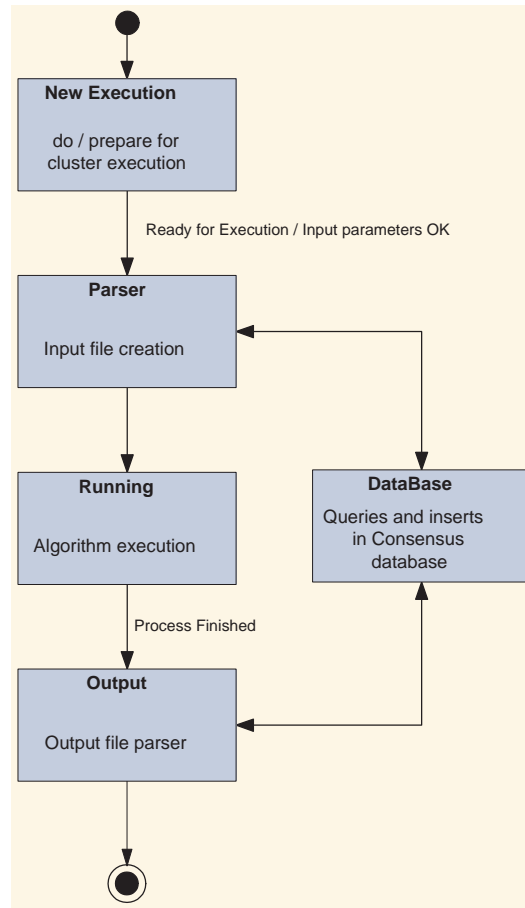 New Execution
do / prepare for
cluster execution
Ready for Execution / Input parameters OK
Parser
Input file creation
Running
Algorithm execution
DataBase
Queries and inserts
in Consensus
database
Process Finished
Output
Output file parser